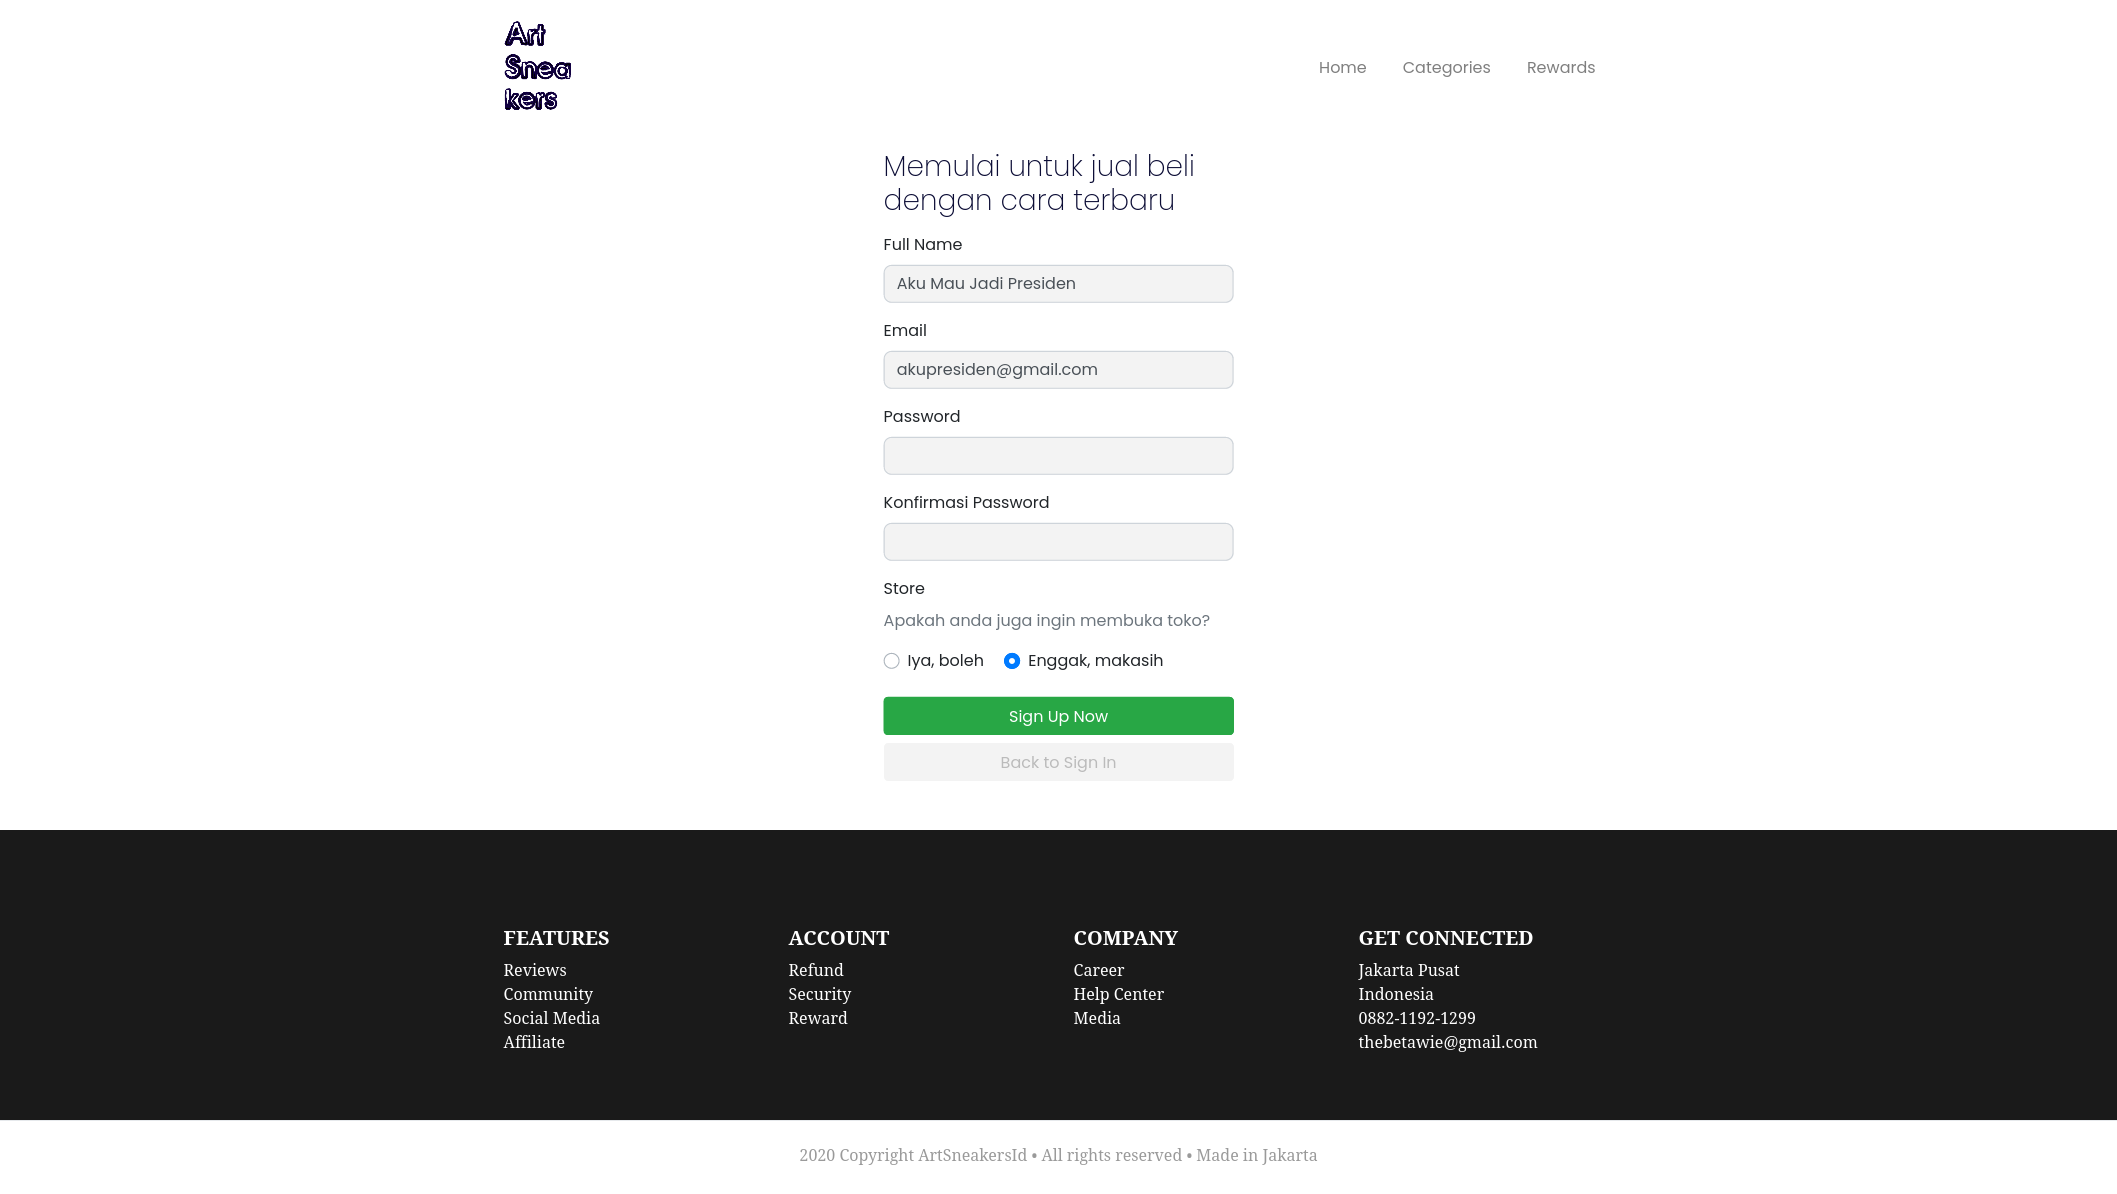 Art
Snea
kers
Home Categories Rewards
Memulai untuk jual beli
dengan cara terbaru
Full Name
Aku Mau Jadi Presiden
Email
akupresiden@gmail.com
Password
Konfirmasi Password
Store
Apakah anda juga ingin membuka toko?
Iya, boleh Enggak, makasih
Sign Up Now
Back to Sign In
FEATURES
Reviews
Community
Social Media
Affiliate
ACCOUNT
Refund
Security
Reward
COMPANY
Career
Help Center
Media
GET CONNECTED
Jakarta Pusat
Indonesia
0882-1192-1299
thebetawie@gmail.com
2020 Copyright ArtSneakersId • All rights reserved • Made in Jakarta